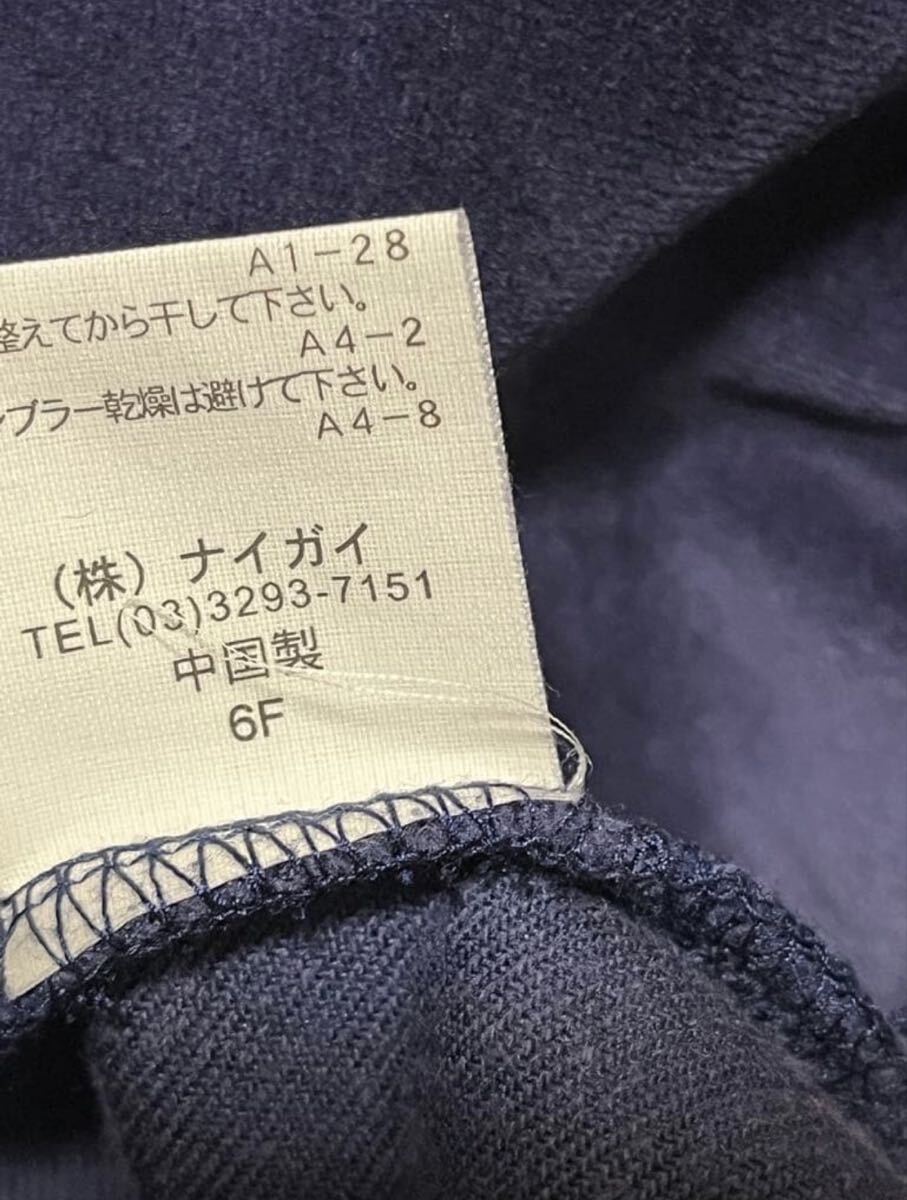 A1-28
整えてから干して下さい。
A4-2
ルブラー乾燥は避けて下さい。
A4-8
(株) ナイガイ
TEL(03)3293-7151
中国製
6F